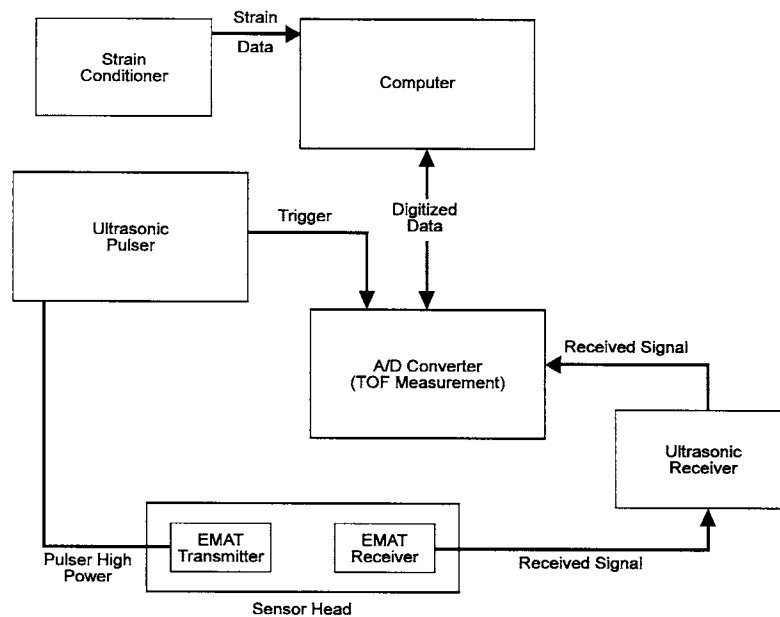 Strain
Data
Strain
Conditioner
Computer
Ultrasonic
Pulser
Trigger
Digitized
Data
A/D Converter
(TOF Measurement)
Received Signal
Ultrasonic
Receiver
EMAT
Transmitter
EMAT
Receiver
Pulser High
Power
Received Signal
Sensor Head